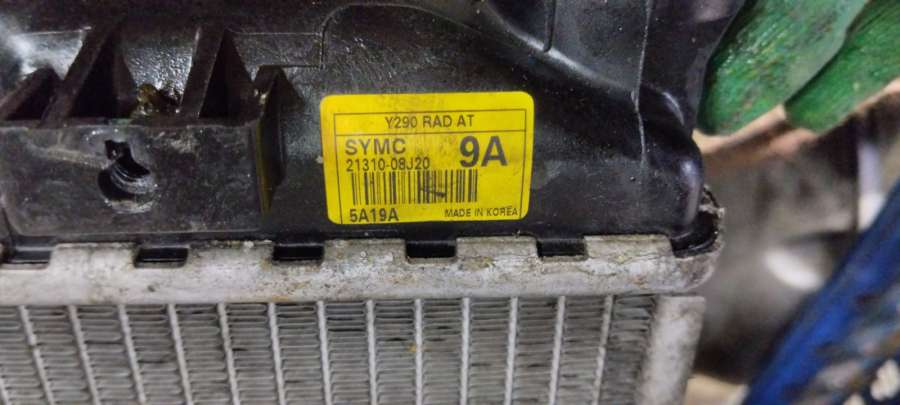 Y290 RAD AT
SYMC 9A
21310-08J20
5A19A MADE IN KOREA